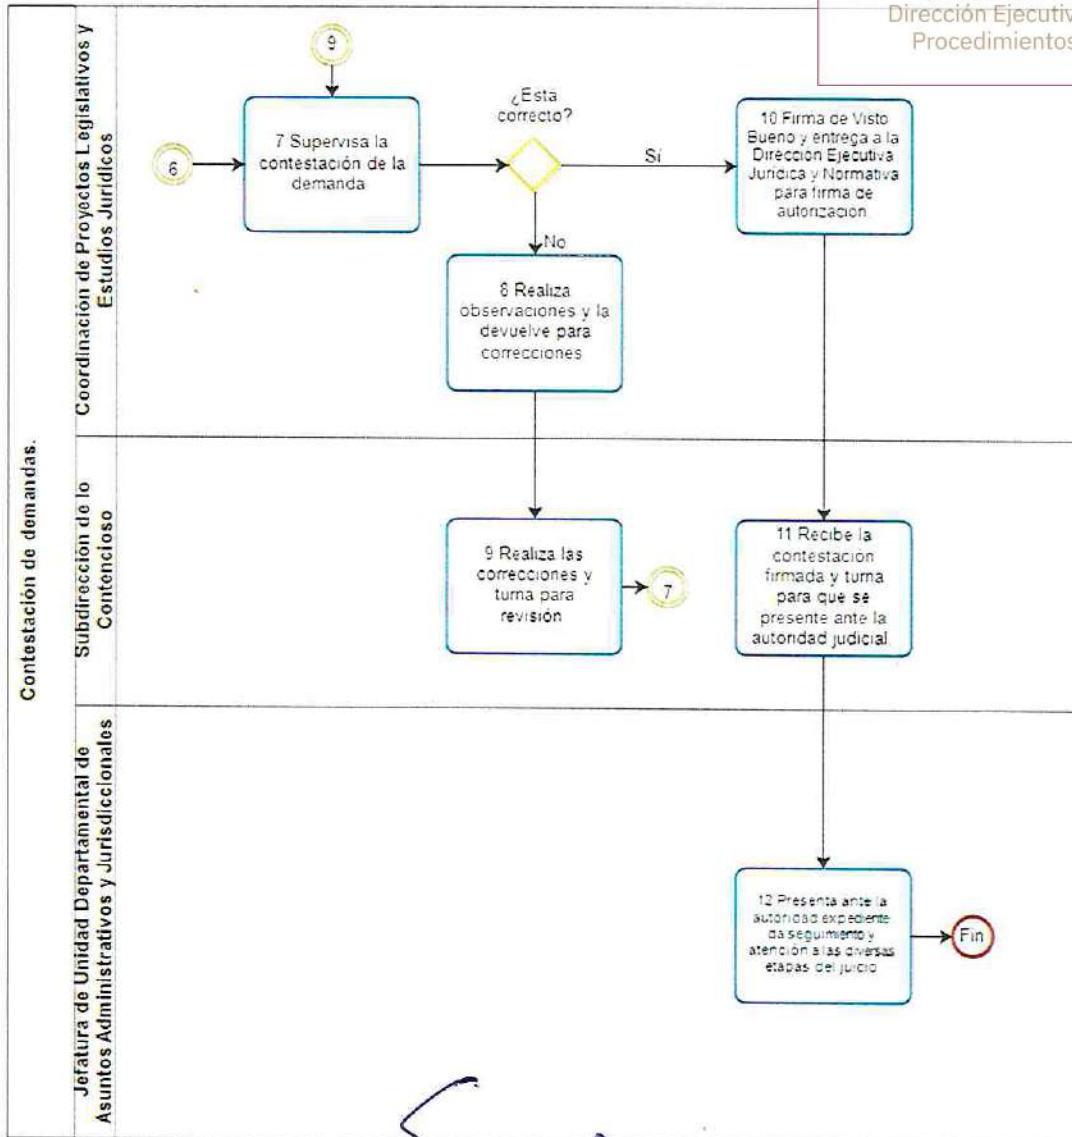 Dirección Ejecutiv
Procedimientos
Contestación de demandas.
Coordinación de Proyectos Legislativos y
Estudios Jurídicos
9
6
7 Supervisa la
contestación de la
demanda
¿Está
correcto?
Sí
No
10 Firma de Visto
Bueno y entrega a la
Dirección Ejecutiva
Jurídica y Normativa
para firma de
autorización
8 Realiza
observaciones y la
devuelve para
correcciones
Subdirección de lo
Contencioso
9 Realiza las
correcciones y
turna para
revisión
7
11 Recibe la
contestación
firmada y turna
para que se
presente ante la
autoridad judicial
Jefatura de Unidad Departamental de
Asuntos Administrativos y Jurisdiccionales
12 Presenta ante la
autoridad expediente
da seguimiento y
atención a las diversas
etapas del juicio
Fin